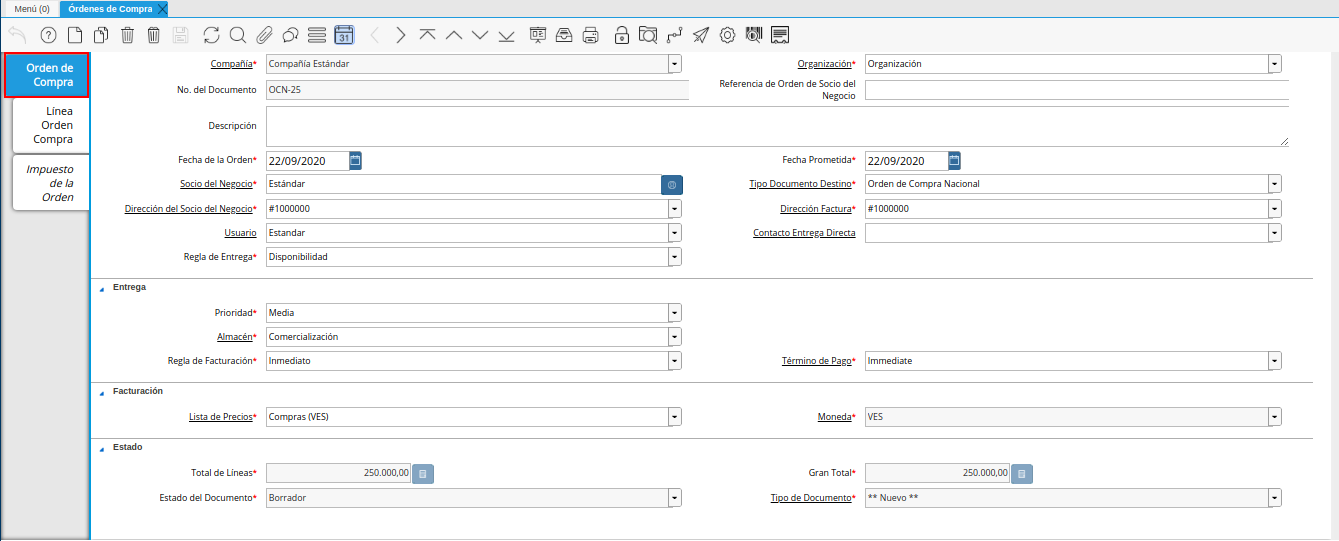 Menú (0)
Órdenes de Compra
31
Orden de
Compra
Línea
Orden
Compra
Impuesto
de la
Orden
Compañía* Compañía Estándar Organización* Organización
No. del Documento OCN-25 Referencia de Orden de Socio del
Negocio
Descripción
Fecha de la Orden* 22/09/2020 Fecha Prometida* 22/09/2020
Socio del Negocio* Estándar Tipo Documento Destino* Orden de Compra Nacional
Dirección del Socio del Negocio* #1000000 Dirección Factura* #1000000
Usuario Estandar Contacto Entrega Directa
Regla de Entrega* Disponibilidad
Entrega
Prioridad* Media
Almacén* Comercialización
Regla de Facturación* Inmediato Término de Pago* Immediate
Facturación
Lista de Precios* Compras (VES) Moneda* VES
Estado
Total de Líneas* 250.000,00 Gran Total* 250.000,00
Estado del Documento* Borrador Tipo de Documento* ** Nuevo **